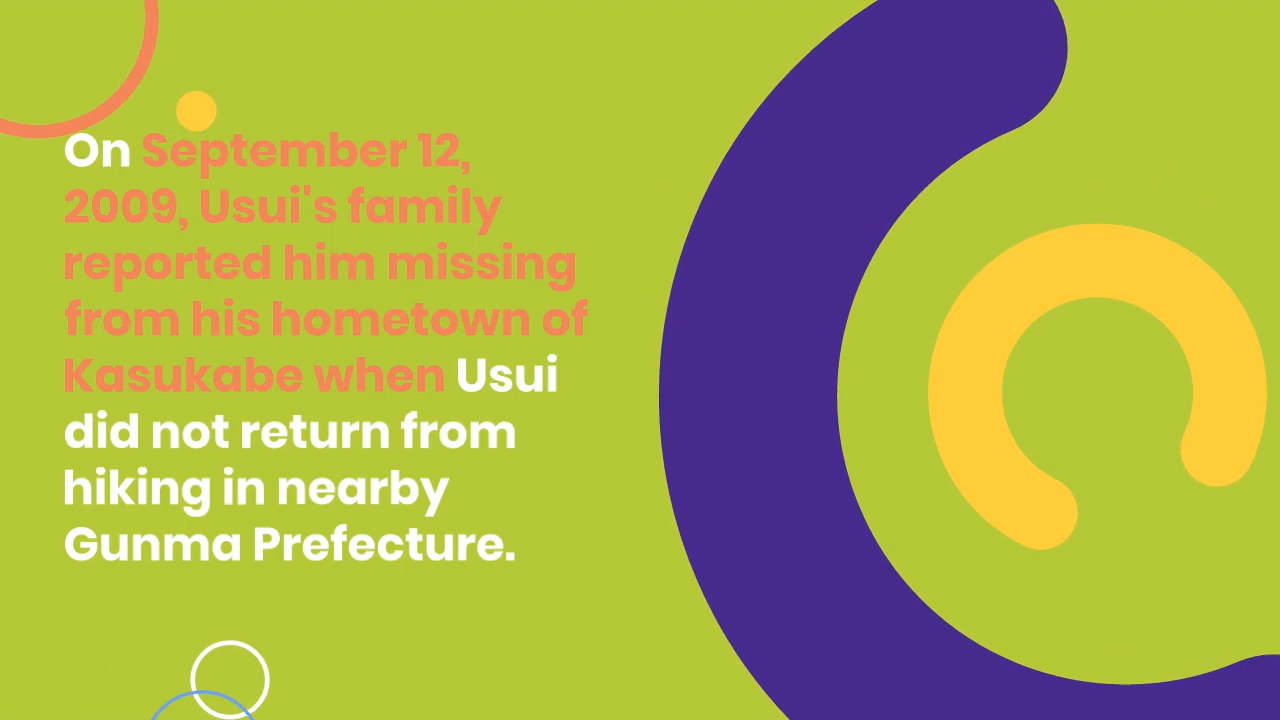 On September 12,
2009, Usui's family
reported him missing
from his hometown of
Kasukabe when Usui
did not return from
hiking in nearby
Gunma Prefecture.